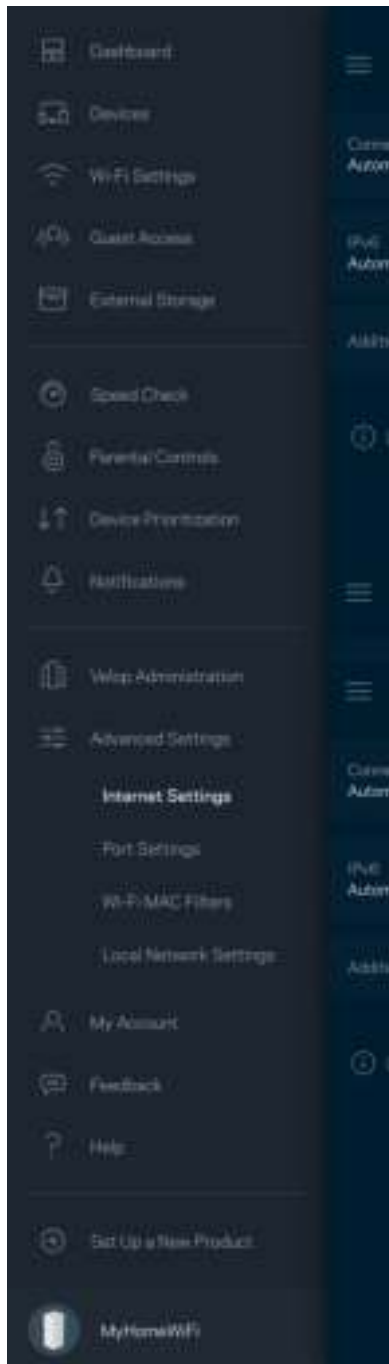 Dashboard
Devices
Wi-Fi Settings
Guest Access
External Storage
Speed Check
Parental Controls
Device Prioritization
Notifications
Velop Administration
Advanced Settings
Internet Settings
Port Settings
Wi-Fi MAC Filters
Local Network Settings
My Account
Feedback
? Help
Set Up a New Product
MyHomeWiFi
IPv6
IPv6